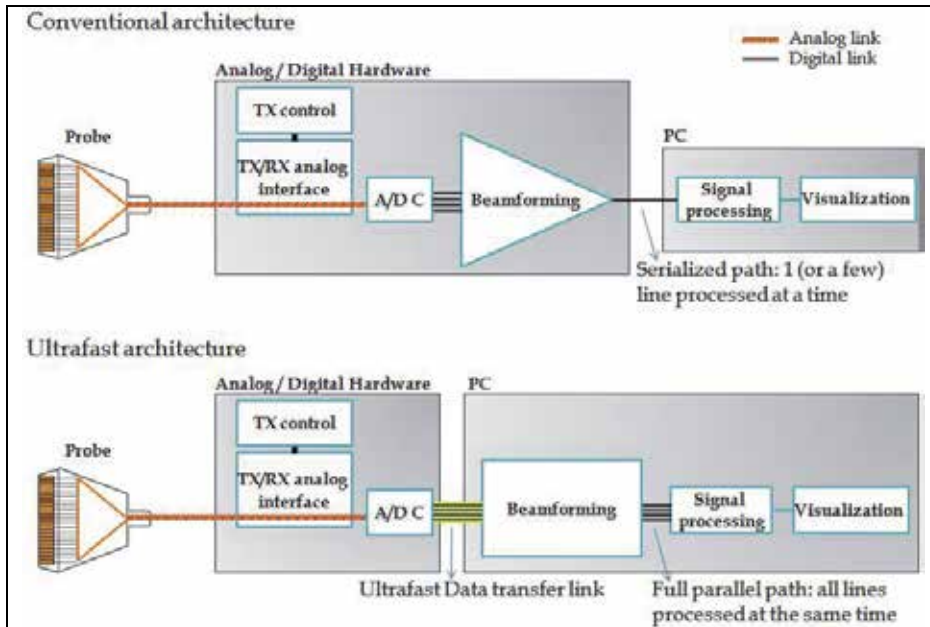 Conventional architecture
Analog link
Digital link
Analog / Digital Hardware
TX control
Probe
PC
TX/RX analog
interface
A/D C
Beamforming
Signal
processing
Visualization
Serialized path: 1 (or a few)
line processed at a time
Ultrafast architecture
Analog / Digital Hardware
PC
TX control
Probe
TX/RX analog
interface
A/D C
Beamforming
Signal
processing
Visualization
Ultrafast Data transfer link
Full parallel path: all lines
processed at the same time